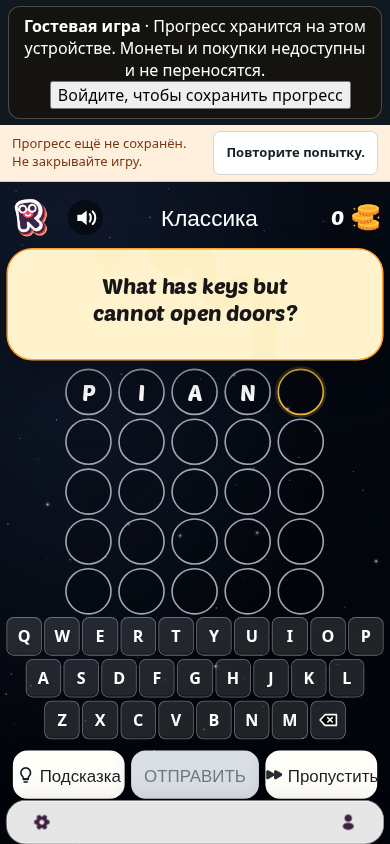 Гостевая игра · Прогресс хранится на этом
устройстве. Монеты и покупки недоступны
и не переносятся.
Войдите, чтобы сохранить прогресс
Прогресс ещё не сохранён.
Не закрывайте игру.
Повторите попытку.
R
Классика
0
What has keys but
cannot open doors?
P I A N
Q W E R T Y U I O P
A S D F G H J K L
Z X C V B N M
Подсказка
ОТПРАВИТЬ
Пропустить